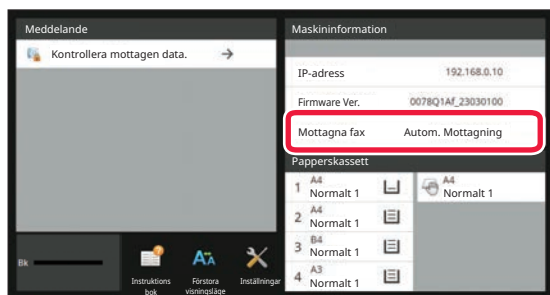 Meddelande
Kontrollera mottagen data.
Maskininformation
IP-adress 192.168.0.10
Firmware Ver. 0078Q1Af_23030100
Mottagna fax Autom. Mottagning
Papperskassett
1 A4
Normalt 1
A4
Normalt 1
2 A4
Normalt 1
3 B4
Normalt 1
4 A3
Normalt 1
Bk
Instruktions
bok
Förstora
visningsläge
Inställningar